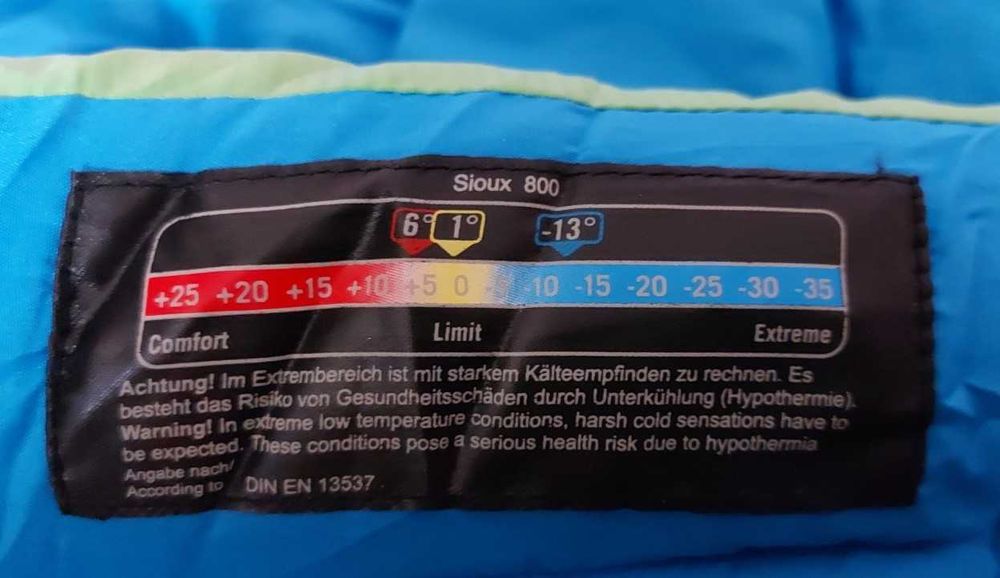 Sioux 800
6° 1° -13°
+25 +20 +15 +10 +5 0 -5 -10 -15 -20 -25 -30 -35
Comfort Limit Extreme
Achtung! Im Extrembereich ist mit starkem Kälteempfinden zu rechnen. Es
besteht das Risiko von Gesundheitsschäden durch Unterkühlung (Hypothermie).
Warning! In extreme low temperature conditions, harsh cold sensations have to
be expected. These conditions pose a serious health risk due to hypothermia
Angabe nach/
According to DIN EN 13537